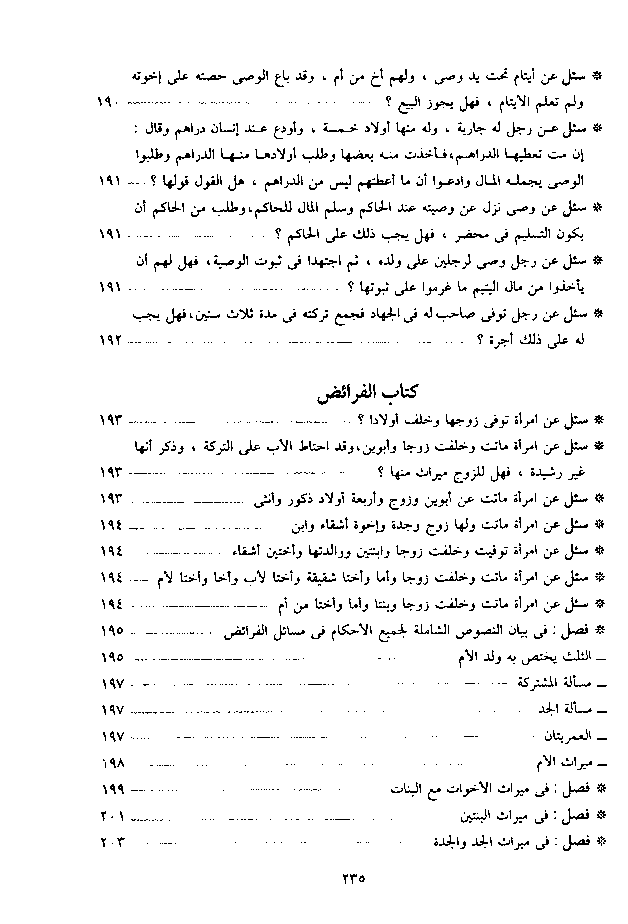 * سئل عن أيتام تحت يد وصى ، ولهم أخ من أم ، وقد باع الوصى حصته على إخوته
ولم تعلم الأيتام ، فهل يجوز البيع ؟ ١٩٠
* سئل عن رجل له جارية ، وله منها أولاد خمسة ، وأودع عند إنسان دراهم وقال :
إن مت تعطيها الدراهم،فأخذت منه بعضها وطلب أولادها منها الدراهم وطلبوا
الوصى بجملة المال وادعوا أن ما أعطتهم ليس من الدراهم ، هل القول قولها ؟ ١٩١
* سئل عن وصى نزل عن وصيته عند الحاكم وسلم المال للحاكم،وطلب من الحاكم أن
يكون التسليم فى محضر ، فهل يجب ذلك على الحاكم ؟ ١٩١
* سئل عن رجل وصى لرجلين على ولده ، ثم اجتهدا فى ثبوت الوصية، فهل لهم أن
يأخذوا من مال اليتيم ما غرموا على ثبوتها ؟ ١٩١
* سئل عن رجل توفى صاحب له فى الجهاد فجمع تركته فى مدة ثلاث سنين،فهل يجب
له على ذلك أجرة ؟ ١٩٢
كتاب الفرائض
* سئل عن امرأة توفى زوجها وخلف أولادا ؟ ١٩٣
* سئل عن امرأة ماتت وخلفت زوجا وأبوين،وقد احتاط الأب على التركة ، وذكر أنها
غير رشيدة ، فهل للزوج ميراث منها ؟ ١٩٣
* سئل عن امرأة ماتت عن أبوين وزوج وأربعة أولاد ذكور وأنثى ١٩٣
* سئل عن امرأة ماتت ولها زوج وجدة وإخوة أشقاء وابن ١٩٤
* سئل عن امرأة توفيت وخلفت زوجا وابنتين ووالدتها وأختين أشقاء ١٩٤
* سئل عن امرأة ماتت وخلفت زوجا وأما وأختا شقيقة وأختا لأب وأخا وأختا لأم ١٩٤
* سئل عن امرأة ماتت وخلفت زوجا وبنتا وأما وأختا من أم ١٩٤
* فصل : فى بيان النصوص الشاملة لجميع الأحكام فى مسائل الفرائض ١٩٥
ــ الثلث يختص به ولد الأم ١٩٥
ــ مسألة المشتركة ١٩٧
ــ مسألة الجد ١٩٧
ــ العمريتان ١٩٧
ــ ميراث الأم ١٩٨
* فصل : فى ميراث الأخوات مع البنات ١٩٩
* فصل : فى ميراث البنتين ٢٠١
* فصل : فى ميراث الجد والجدة ٢٠٣
٢٣٥